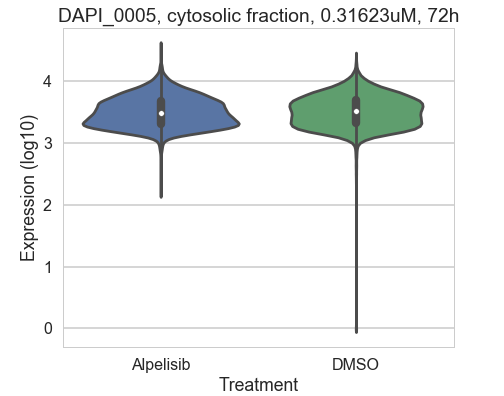 DAPI_0005, cytosolic fraction, 0.31623uM, 72h
Expression (log10)
4
3
2
1
0
Alpelisib
DMSO
Treatment